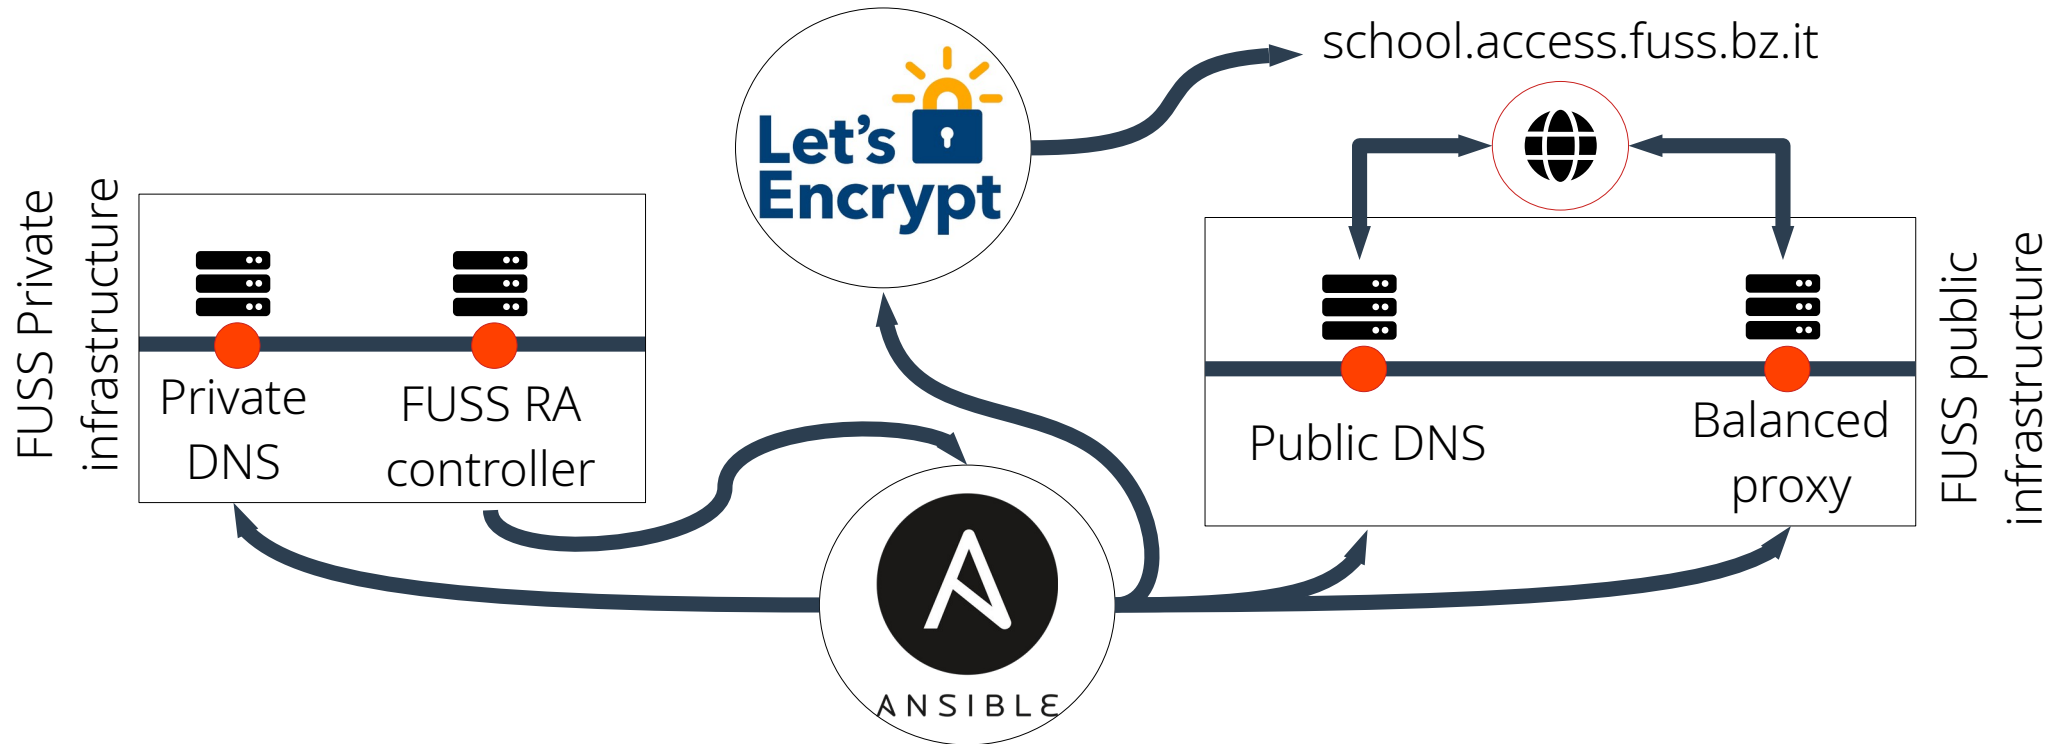 school.access.fuss.bz.it
Let's
Encrypt
FUSS Private
infrastructure
Private
DNS
FUSS RA
controller
ANSIBLE
Public DNS
Balanced
proxy
FUSS public
infrastructure